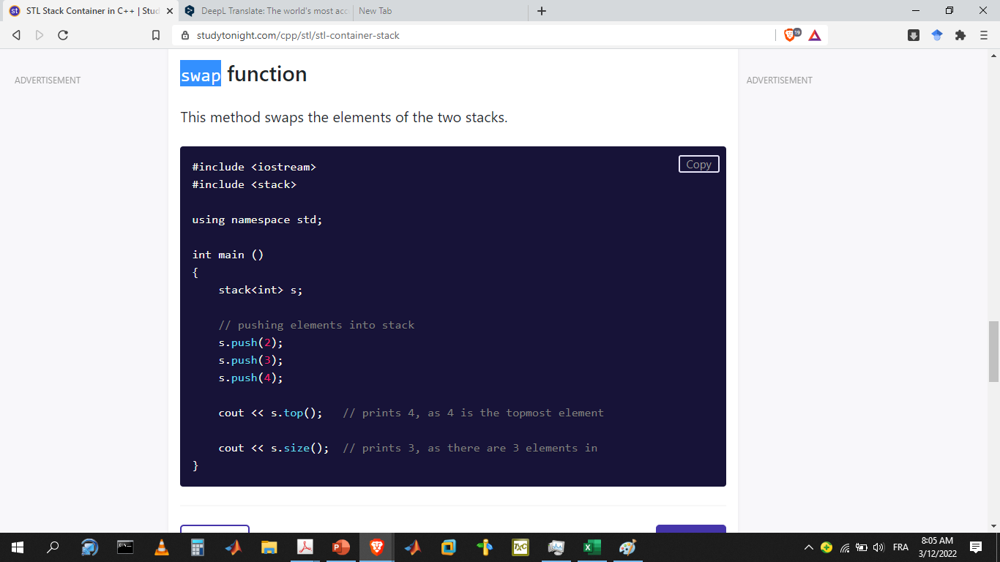 STL Stack Container in C++ | Stud
DeepL Translate: The world's most acc
New Tab
studytonight.com/cpp/stl/stl-container-stack
19
ADVERTISEMENT
swap function
ADVERTISEMENT
This method swaps the elements of the two stacks.
Copy
#include <iostream>
#include <stack>
using namespace std;
int main ()
{
stack<int> s;
// pushing elements into stack
s.push(2);
s.push(3);
s.push(4);
cout << s.top();   // prints 4, as 4 is the topmost element
cout << s.size();  // prints 3, as there are 3 elements in
}
FRA
8:05 AM
3/12/2022